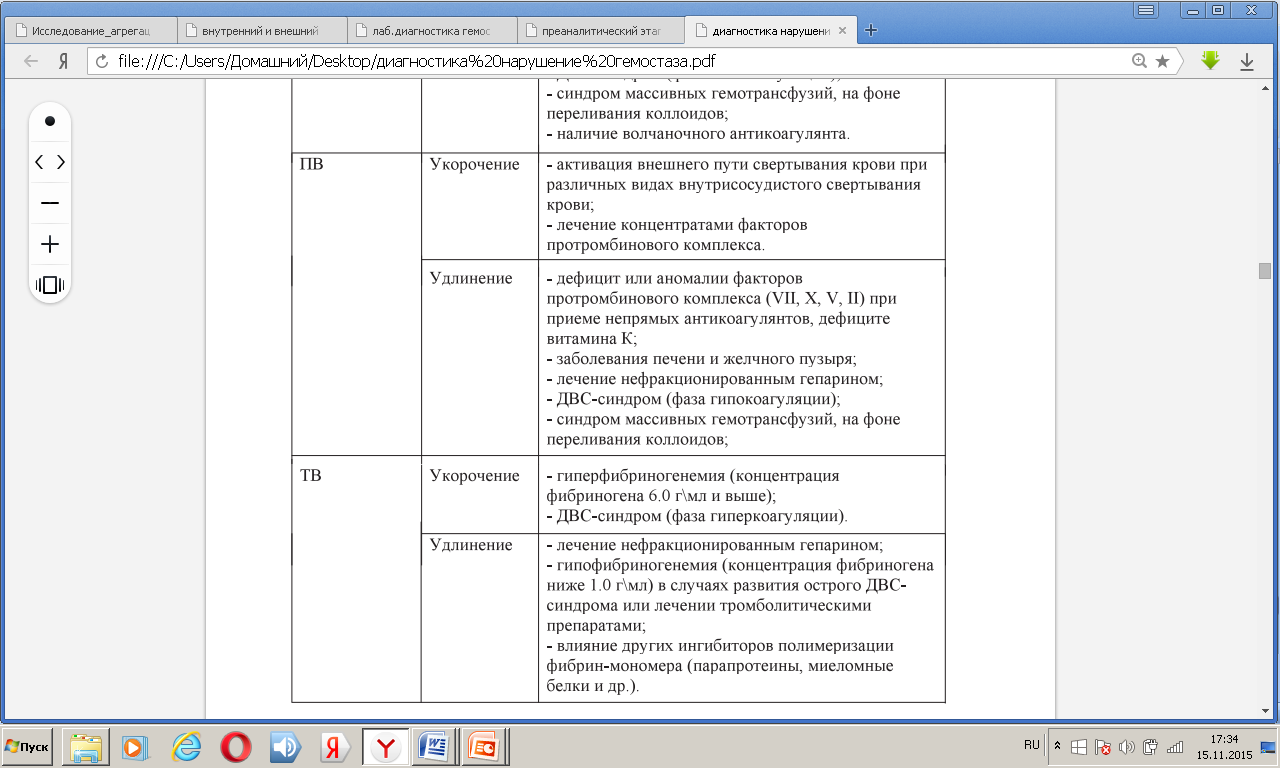 Исследование_агрегац
внутренний и внешний
лаб.диагностика гемос
преаналитический этап
диагностика нарушени
file:///C:/Users/Домашний/Desktop/диагностика%20нарушение%20гемостаза.pdf
- синдром массивных гемотрансфузий, на фоне
переливания коллоидов;
- наличие волчаночного антикоагулянта.
ПВ
Укорочение
- активация внешнего пути свертывания крови при
различных видах внутрисосудистого свертывания
крови;
- лечение концентратами факторов
протромбинового комплекса.
Удлинение
- дефицит или аномалии факторов
протромбинового комплекса (VII, X, V, II) при
приеме непрямых антикоагулянтов, дефиците
витамина К;
- заболевания печени и желчного пузыря;
- лечение нефракционированным гепарином;
- ДВС-синдром (фаза гипокоагуляции);
- синдром массивных гемотрансфузий, на фоне
переливания коллоидов;
ТВ
Укорочение
- гиперфибриногенемия (концентрация
фибриногена 6.0 г\мл и выше);
- ДВС-синдром (фаза гиперкоагуляции).
Удлинение
- лечение нефракционированным гепарином;
- гипофибриногенемия (концентрация фибриногена
ниже 1.0 г\мл) в случаях развития острого ДВС-
синдрома или лечении тромболитическими
препаратами;
- влияние других ингибиторов полимеризации
фибрин-мономера (парапротеины, миеломные
белки и др.).
Пуск
RU
17:34
15.11.2015